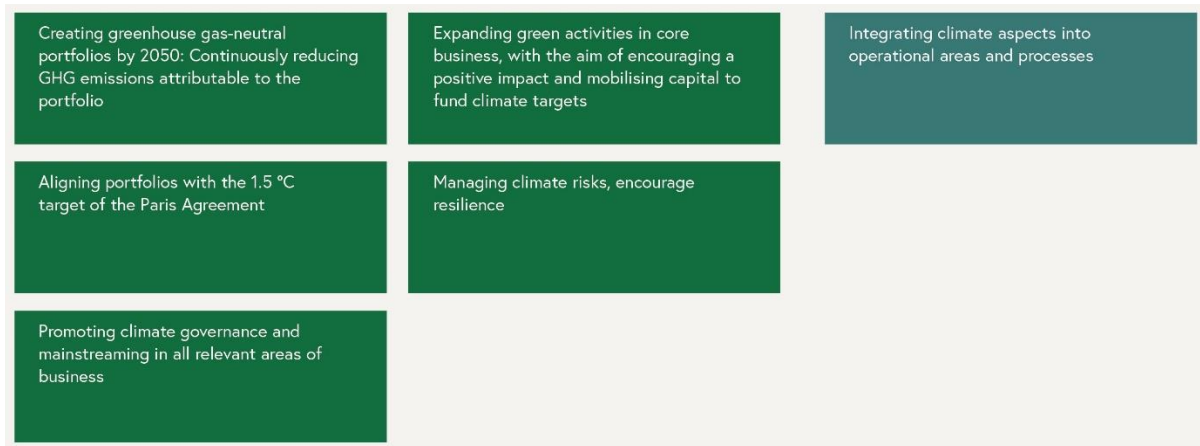 Creating greenhouse gas-neutral
portfolios by 2050: Continuously reducing
GHG emissions attributable to the
portfolio
Expanding green activities in core
business, with the aim of encouraging a
positive impact and mobilising capital to
fund climate targets
Integrating climate aspects into
operational areas and processes
Aligning portfolios with the 1.5 °C
target of the Paris Agreement
Managing climate risks, encourage
resilience
Promoting climate governance and
mainstreaming in all relevant areas of
business